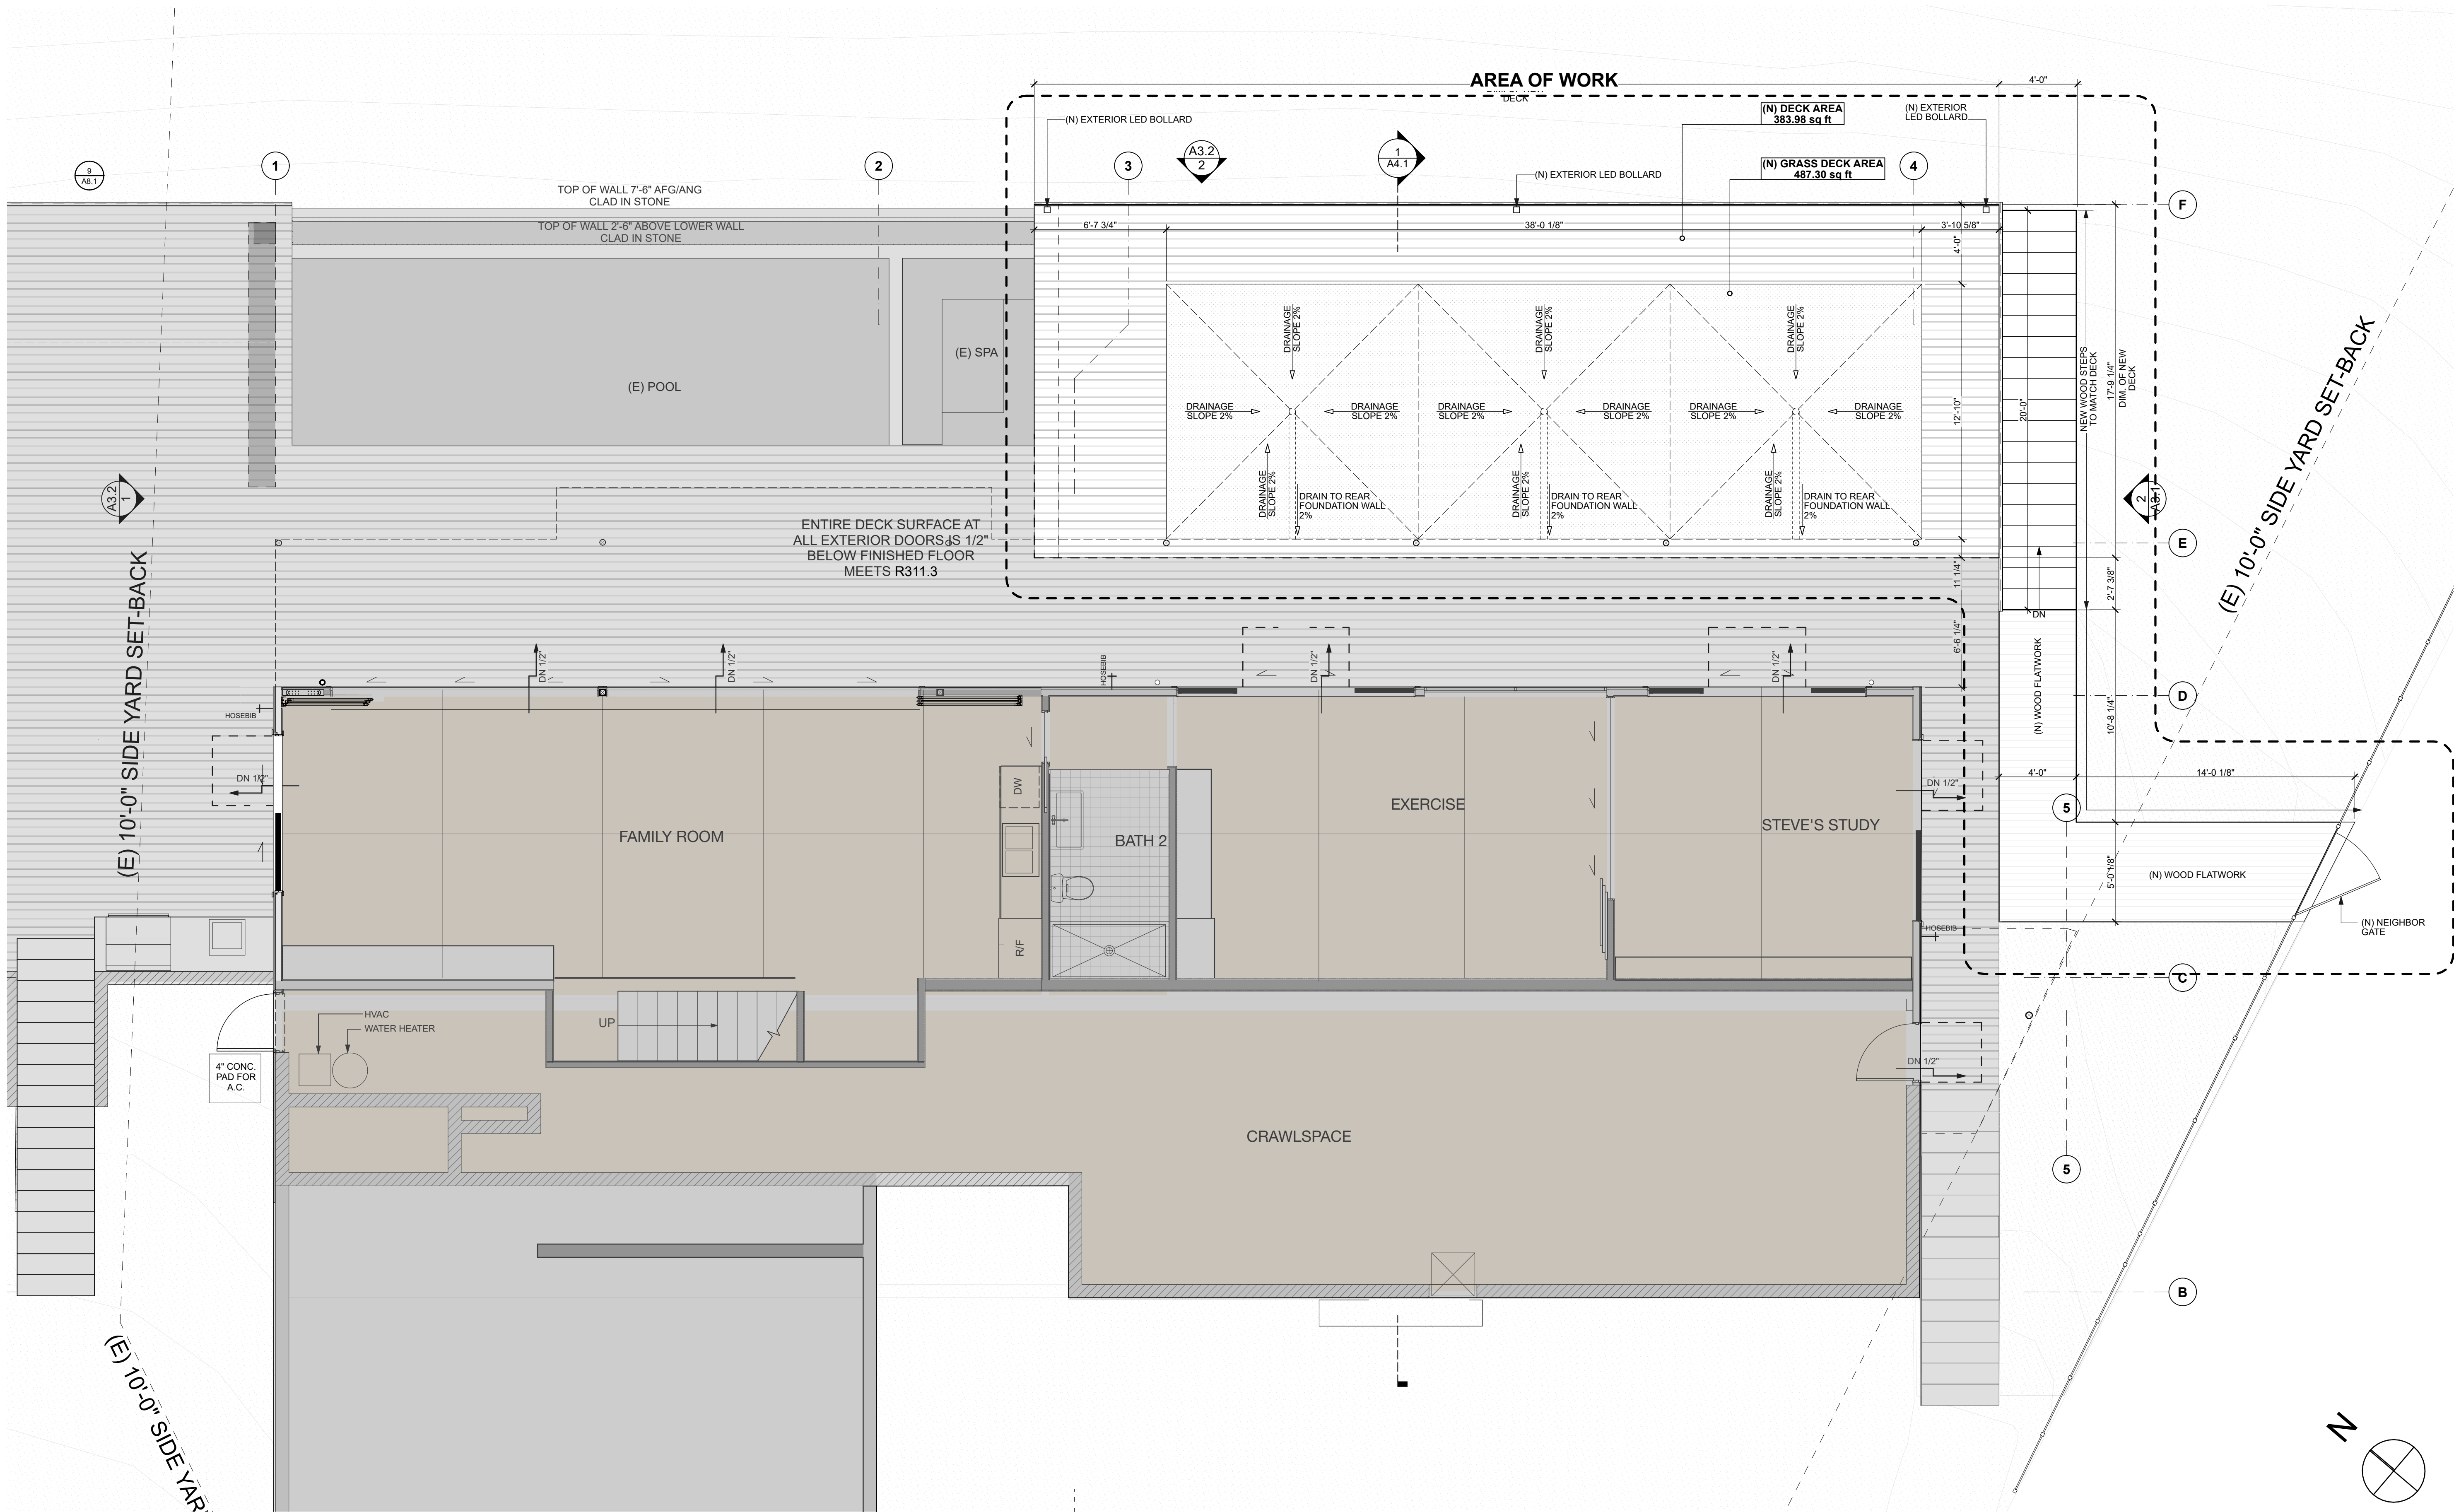 AREA OF WORK
DECK
4'-0"
(N) DECK AREA
383.98 sq ft
(N) EXTERIOR
LED BOLLARD
(N) EXTERIOR LED BOLLARD
A3.2
2
1
A4.1
(N) GRASS DECK AREA
487.30 sq ft
(N) EXTERIOR LED BOLLARD
9
A8.1
1
2
3
4
TOP OF WALL 7'-6" AFG/ANG
CLAD IN STONE
TOP OF WALL 2'-6" ABOVE LOWER WALL
CLAD IN STONE
F
6'-7 3/4"
38'-0 1/8"
3'-10 5/8"
4'-0"
(E) POOL
(E) SPA
DRAINAGE
SLOPE 2%
DRAINAGE
SLOPE 2%
DRAINAGE
SLOPE 2%
DRAINAGE
SLOPE 2%
DRAINAGE
SLOPE 2%
DRAINAGE
SLOPE 2%
DRAINAGE
SLOPE 2%
DRAINAGE
SLOPE 2%
DRAINAGE
SLOPE 2%
DRAINAGE
SLOPE 2%
DRAINAGE
SLOPE 2%
DRAINAGE
SLOPE 2%
DRAIN TO REAR
FOUNDATION WALL
2%
DRAIN TO REAR
FOUNDATION WALL
2%
DRAIN TO REAR
FOUNDATION WALL
2%
12'-10"
20'-0"
NEW WOOD STEPS
TO MATCH DECK
17'-9 1/4"
DIM. OF NEW
DECK
(E) 10'-0" SIDE YARD SET-BACK
A3.2
1
2
A3.1
ENTIRE DECK SURFACE AT
ALL EXTERIOR DOORS IS 1/2"
BELOW FINISHED FLOOR
MEETS R311.3
E
11 1/4"
2'-7 3/8"
DN
6'-6 1/4"
(E) 10'-0" SIDE YARD SET-BACK
DN 1/2"
DN 1/2"
HOSEBIB
DN 1/2"
DN 1/2"
(N) WOOD FLATWORK
10'-8 1/4"
D
HOSEBIB
DN 1/2"
DN 1/2"
4'-0"
14'-0 1/8"
5
FAMILY ROOM
DW
BATH 2
EXERCISE
STEVE'S STUDY
5'-0 1/8"
(N) WOOD FLATWORK
R/F
HOSEBIB
(N) NEIGHBOR
GATE
C
HVAC
WATER HEATER
UP
4" CONC.
PAD FOR
A.C.
DN 1/2"
CRAWLSPACE
5
B
(E) 10'-0" SIDE YARD
N